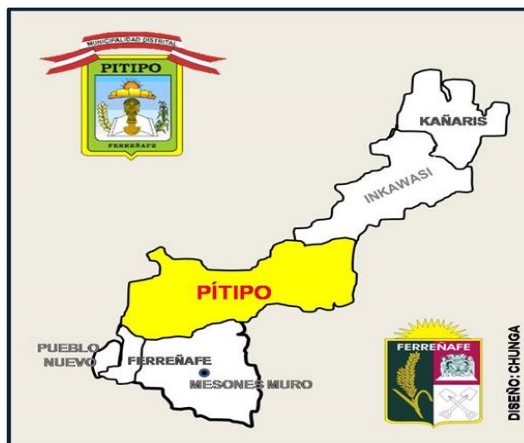 MUNICIPALIDAD DISTRITAL
PITIPO
FERREÑAFE
KAÑARIS
INKAWASI
PÍTIPO
PUEBLO
NUEVO
FERREÑAFE
MESONES MURO
FERREÑAFE
DISEÑO: CHUNGA